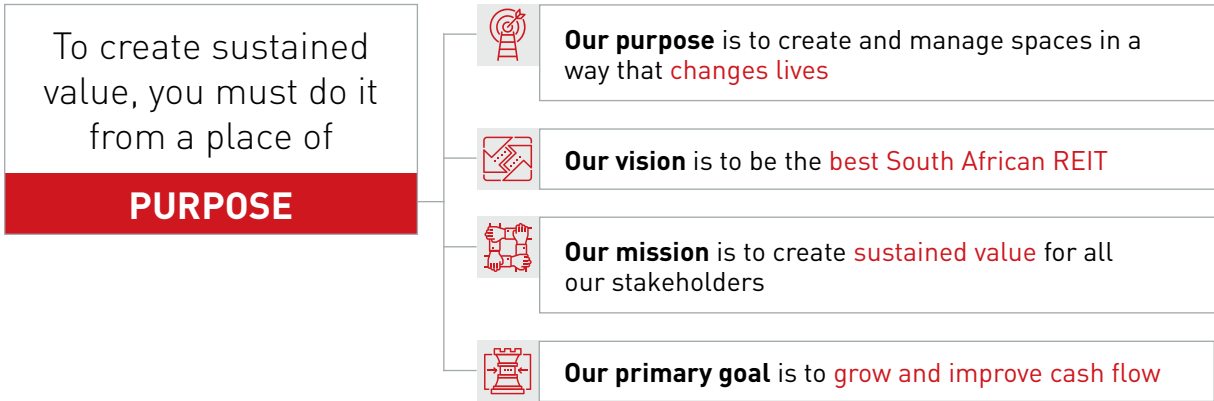 To create sustained
value, you must do it
from a place of
PURPOSE
Our purpose is to create and manage spaces in a
way that changes lives
Our vision is to be the best South African REIT
Our mission is to create sustained value for all
our stakeholders
Our primary goal is to grow and improve cash flow